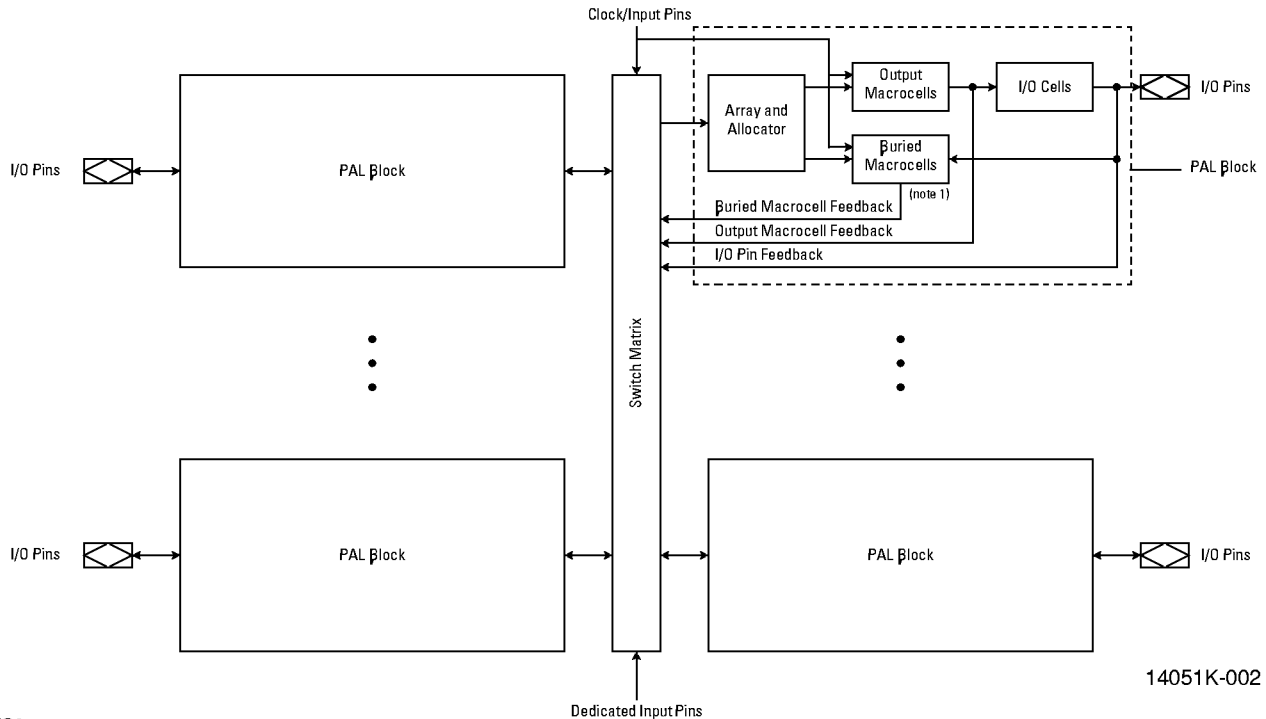 Clock/Input Pins
Output
Macrocells
I/O Cells
I/O Pins
Array and
Allocator
I/O Pins
PAL Block
Buried
Macrocells
PAL Block
(note 1)
Buried Macrocell Feedback
Output Macrocell Feedback
I/O Pin Feedback
Switch Matrix
I/O Pins
PAL Block
PAL Block
I/O Pins
14051K-002
Dedicated Input Pins